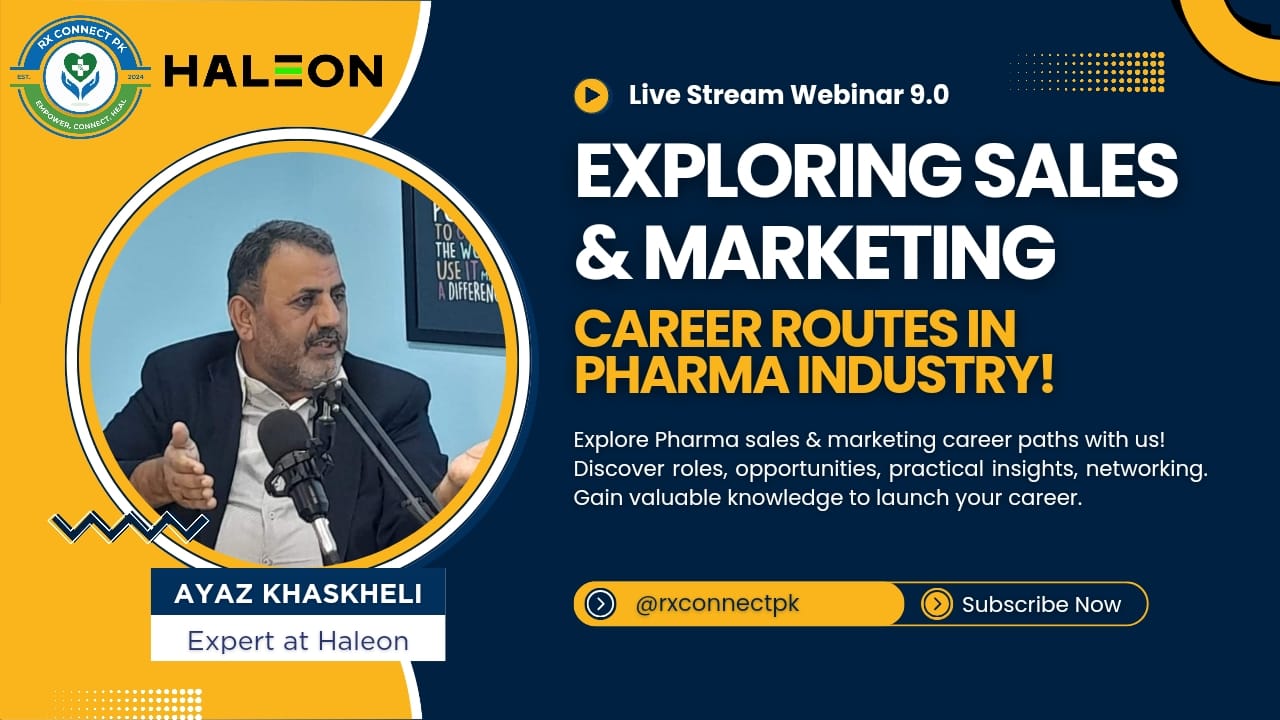 RX CONNECT PK
EST.
2024
EMPOWER, CONNECT, HEAL
HALEON
TO
THE
USE IT
A DIFFEREN
AYAZ KHASKHELI
Expert at Haleon
Live Stream Webinar 9.0
EXPLORING SALES
& MARKETING
CAREER ROUTES IN
PHARMA INDUSTRY!
Explore Pharma sales & marketing career paths with us!
Discover roles, opportunities, practical insights, networking.
Gain valuable knowledge to launch your career.
@rxconnectpk
Subscribe Now